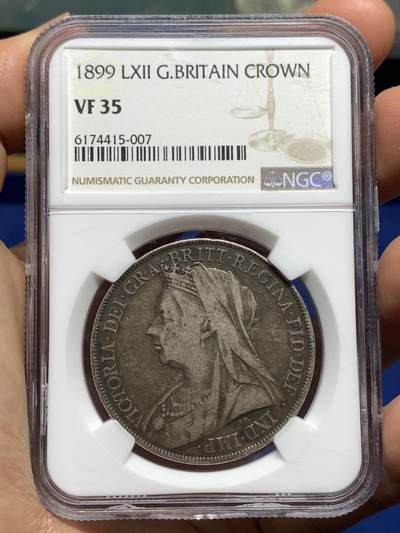 1899 LXII G.BRITAIN CROWN
VF 35
6174415-007
NUMISMATIC GUARANTY CORPORATION
NGC®
VICTORIA·DEI·GRA·BRITT·REGINA·FID·DEF·IND·IMP·